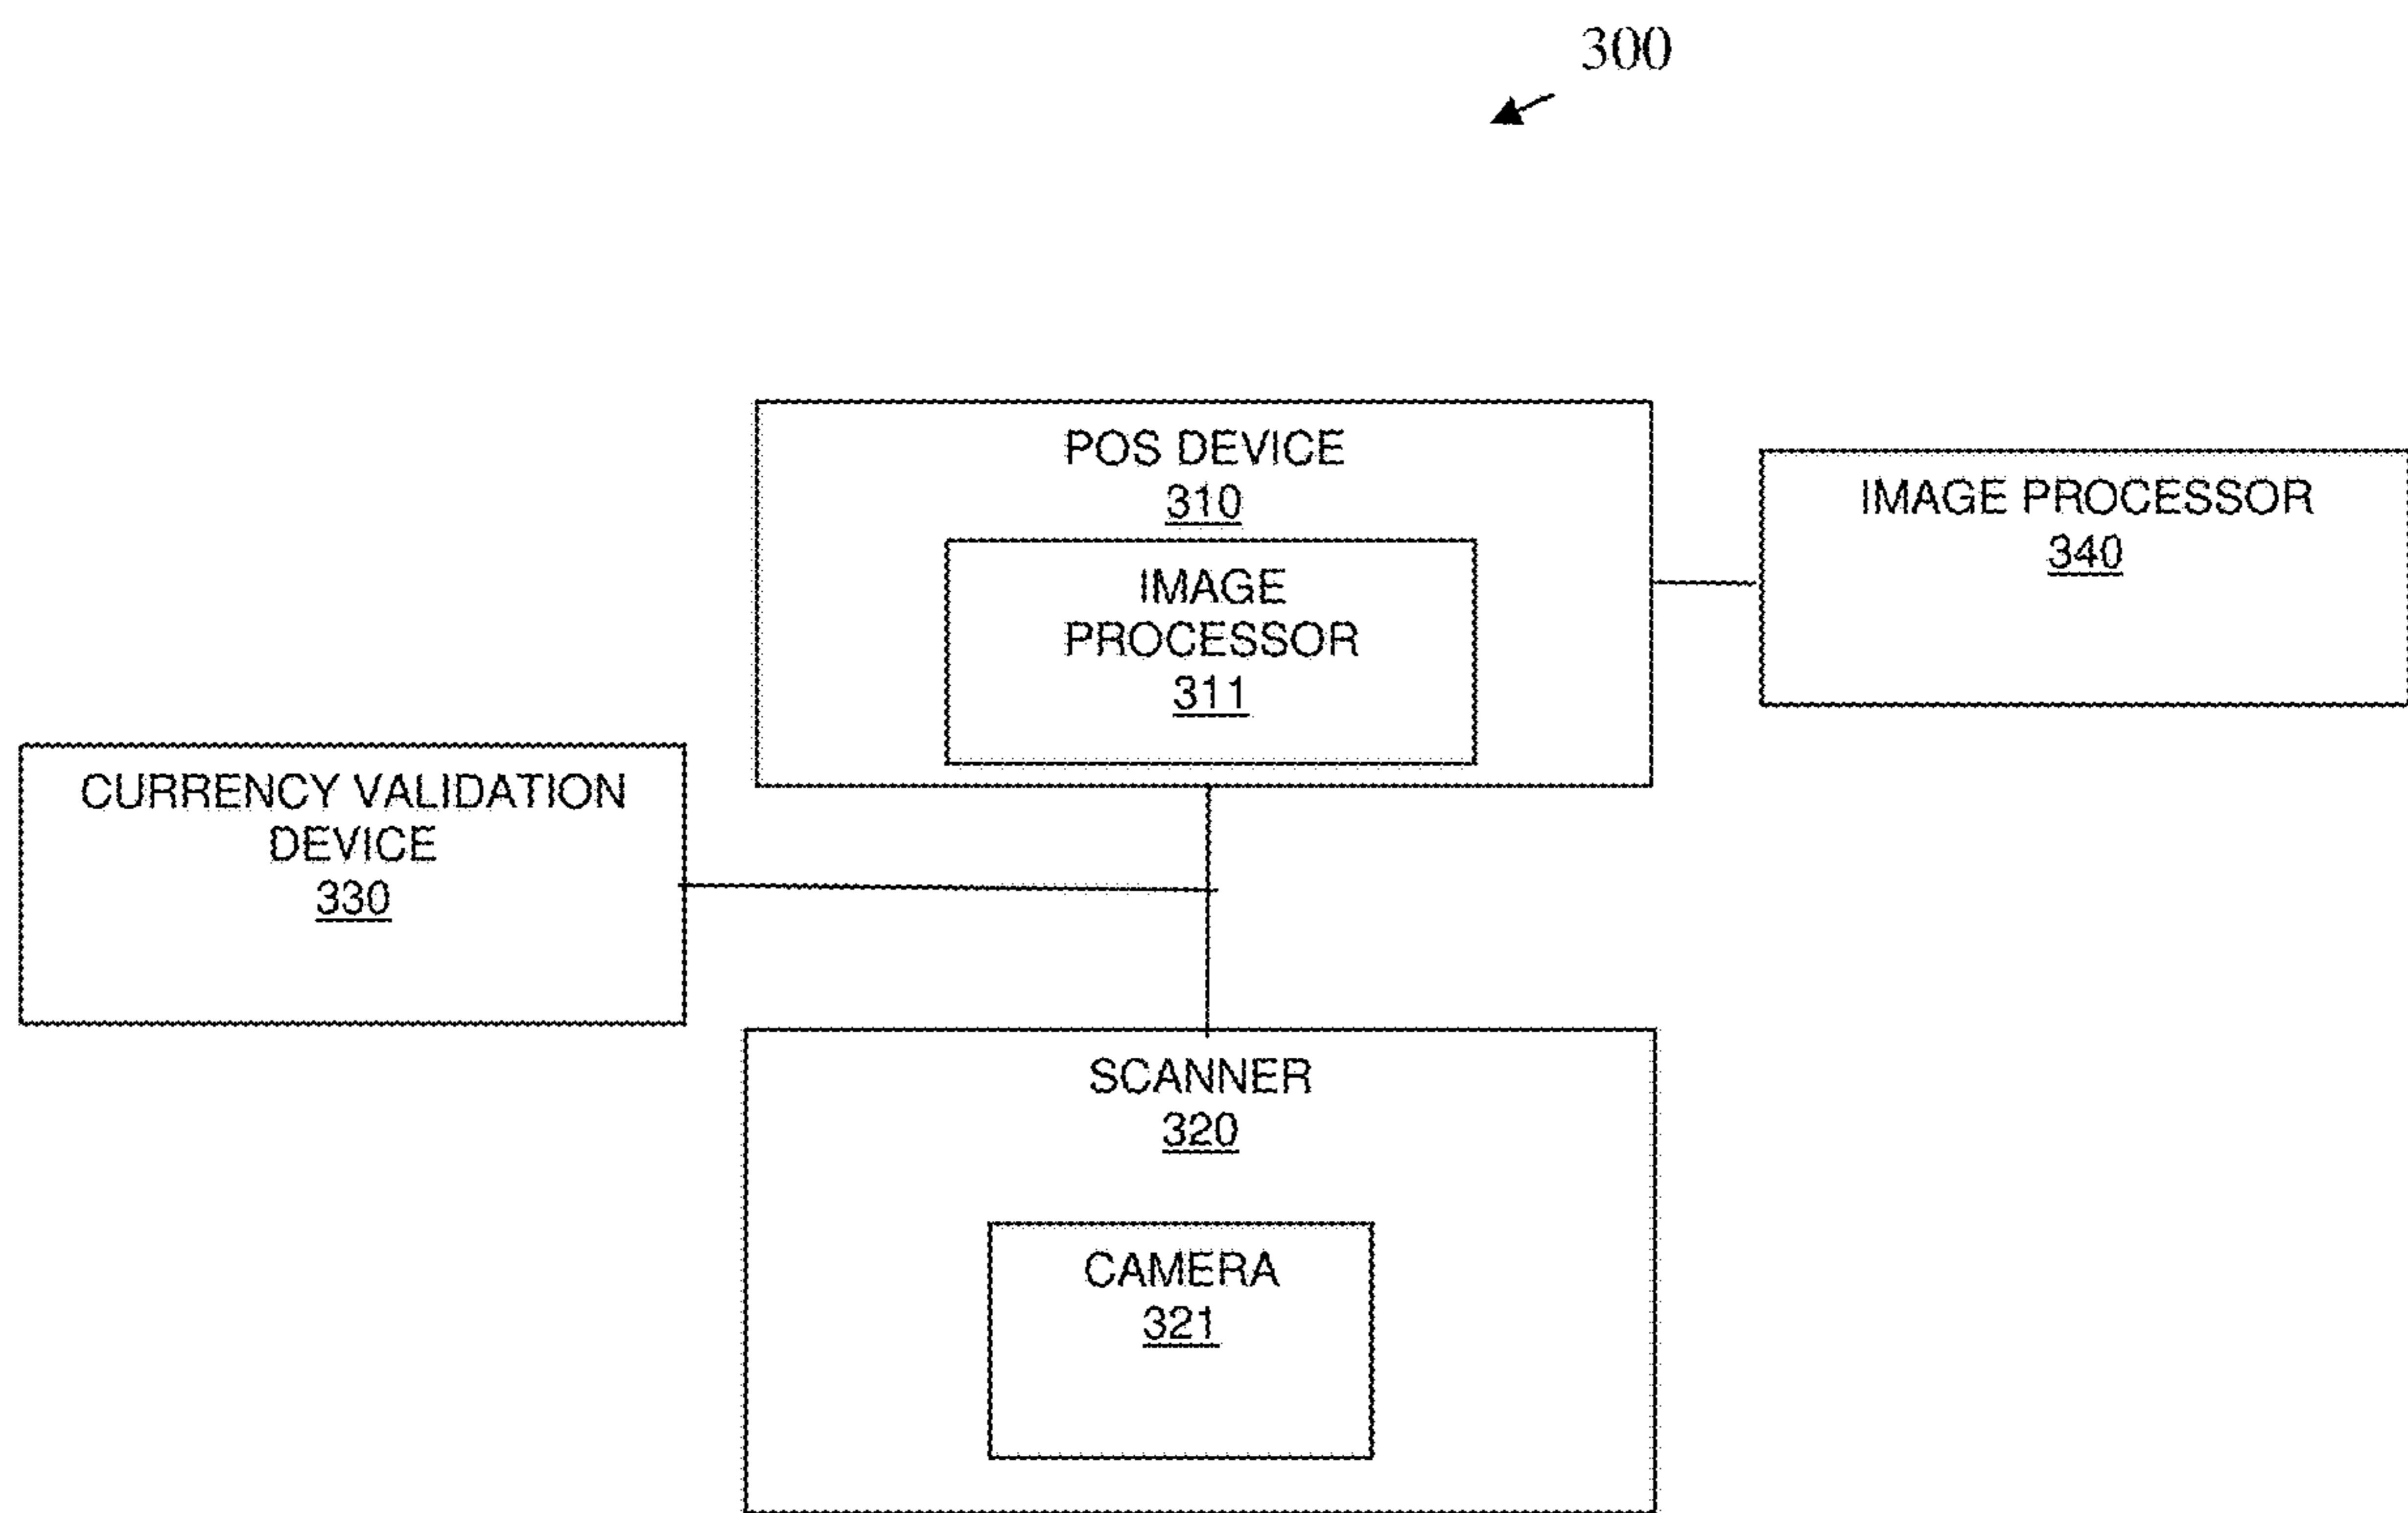 300
POS DEVICE
310
IMAGE
PROCESSOR
311
IMAGE PROCESSOR
340
CURRENCY VALIDATION
DEVICE
330
SCANNER
320
CAMERA
321